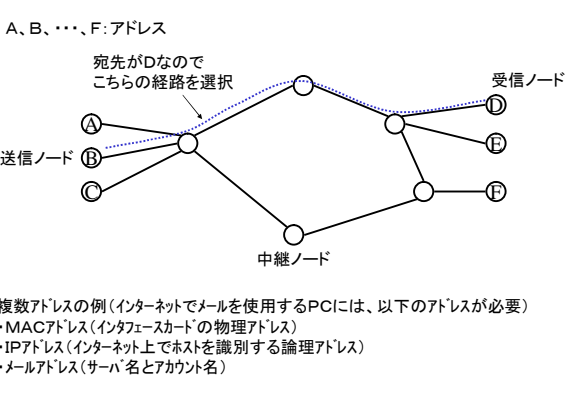 A、B、･･･、F:アドレス
宛先がDなので
こちらの経路を選択
受信ノード
A
D
送信ノード
B
E
C
F
中継ノード
複数ｱﾄﾞﾚｽの例(ｲﾝﾀｰﾈｯﾄでﾒｰﾙを使用するPCには、以下のｱﾄﾞﾚｽが必要)
･MACｱﾄﾞﾚｽ(ｲﾝﾀﾌｪｰｽｶｰﾄﾞの物理ｱﾄﾞﾚｽ)
･IPｱﾄﾞﾚｽ(ｲﾝﾀｰﾈｯﾄ上でﾎｽﾄを識別する論理ｱﾄﾞﾚｽ)
･ﾒｰﾙｱﾄﾞﾚｽ(ｻｰﾊﾞ名とｱｶｳﾝﾄ名)